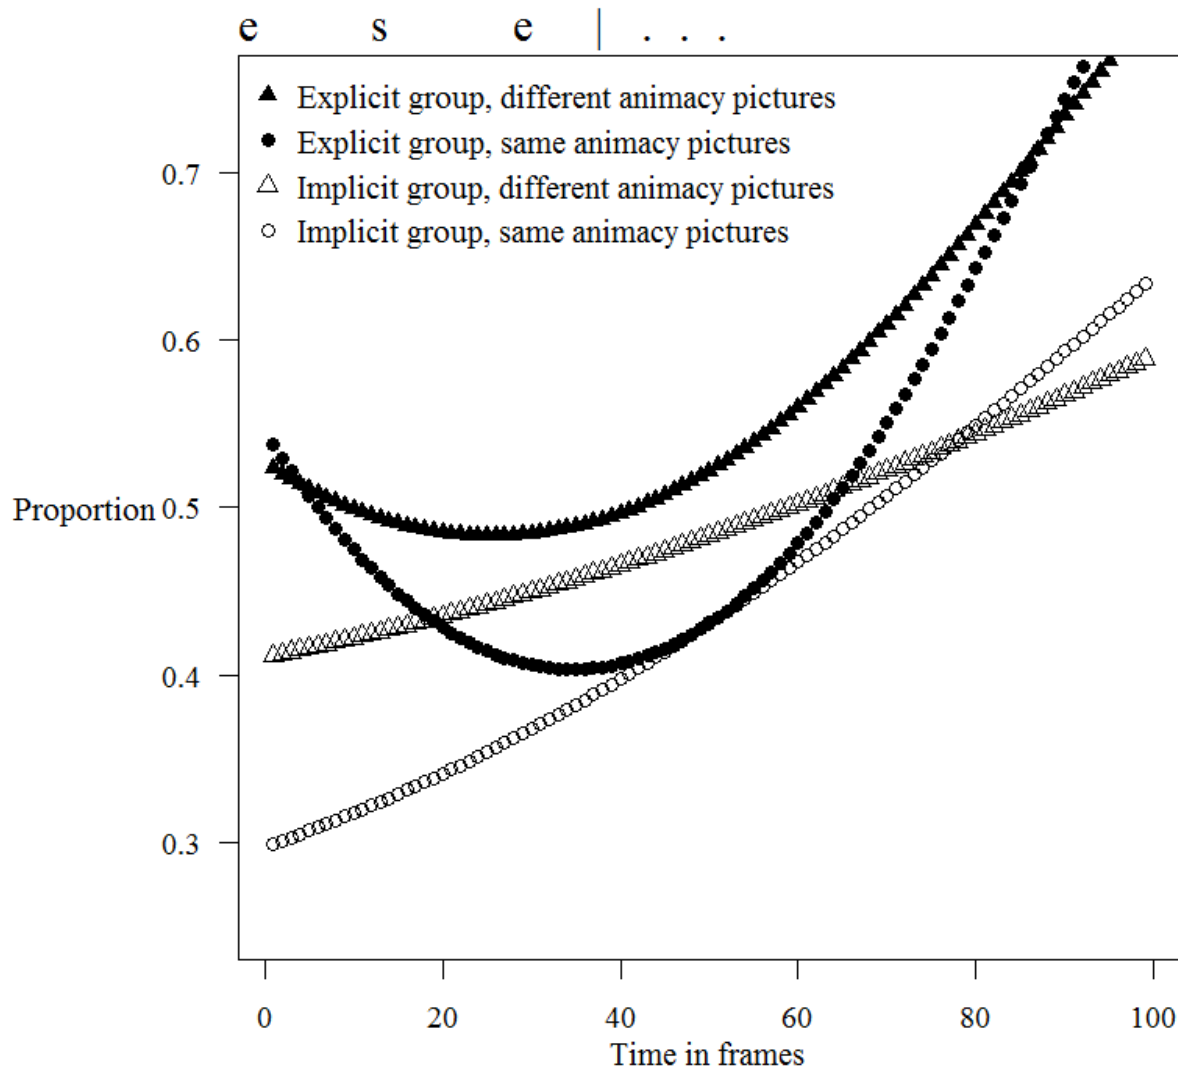 e s e | . . .
Explicit group, different animacy pictures
Explicit group, same animacy pictures
Implicit group, different animacy pictures
Implicit group, same animacy pictures
0.7
0.6
Proportion 0.5
0.4
0.3
0 20 40 60 80 100
Time in frames